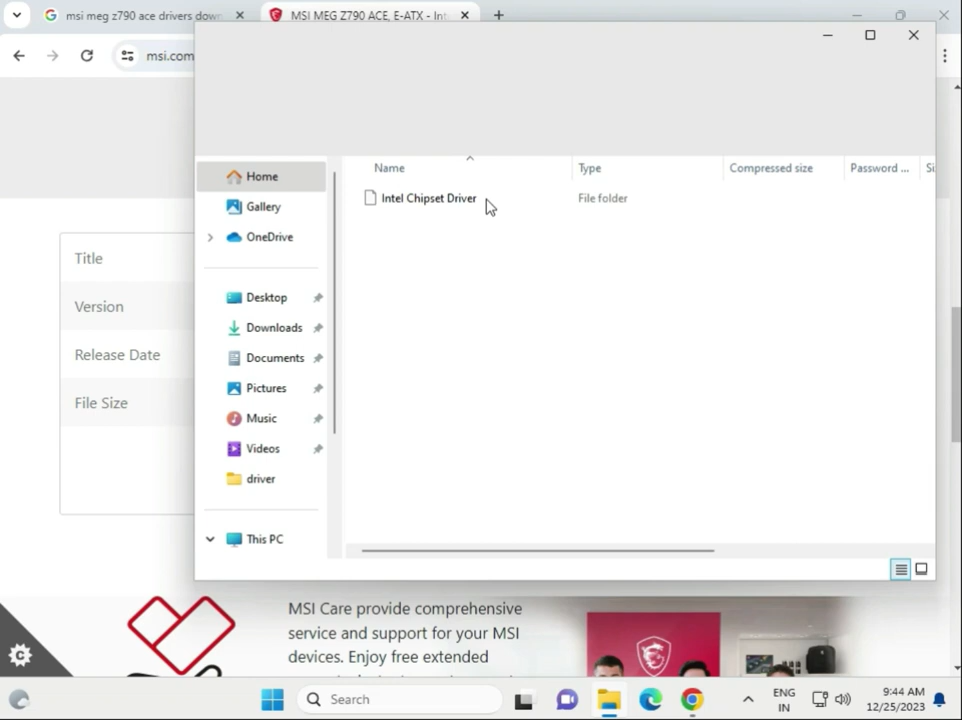 msi meg z790 ace drivers down
MSI MEG Z790 ACE, E-ATX - Int
msi.com
Home
Gallery
OneDrive
Desktop
Downloads
Documents
Pictures
Music
Videos
driver
This PC
Name Type Compressed size Password ... Si
Intel Chipset Driver File folder
Title
Version
Release Date
File Size
MSI Care provide comprehensive
service and support for your MSI
devices. Enjoy free extended
Search
ENG
IN
9:44 AM
12/25/2023